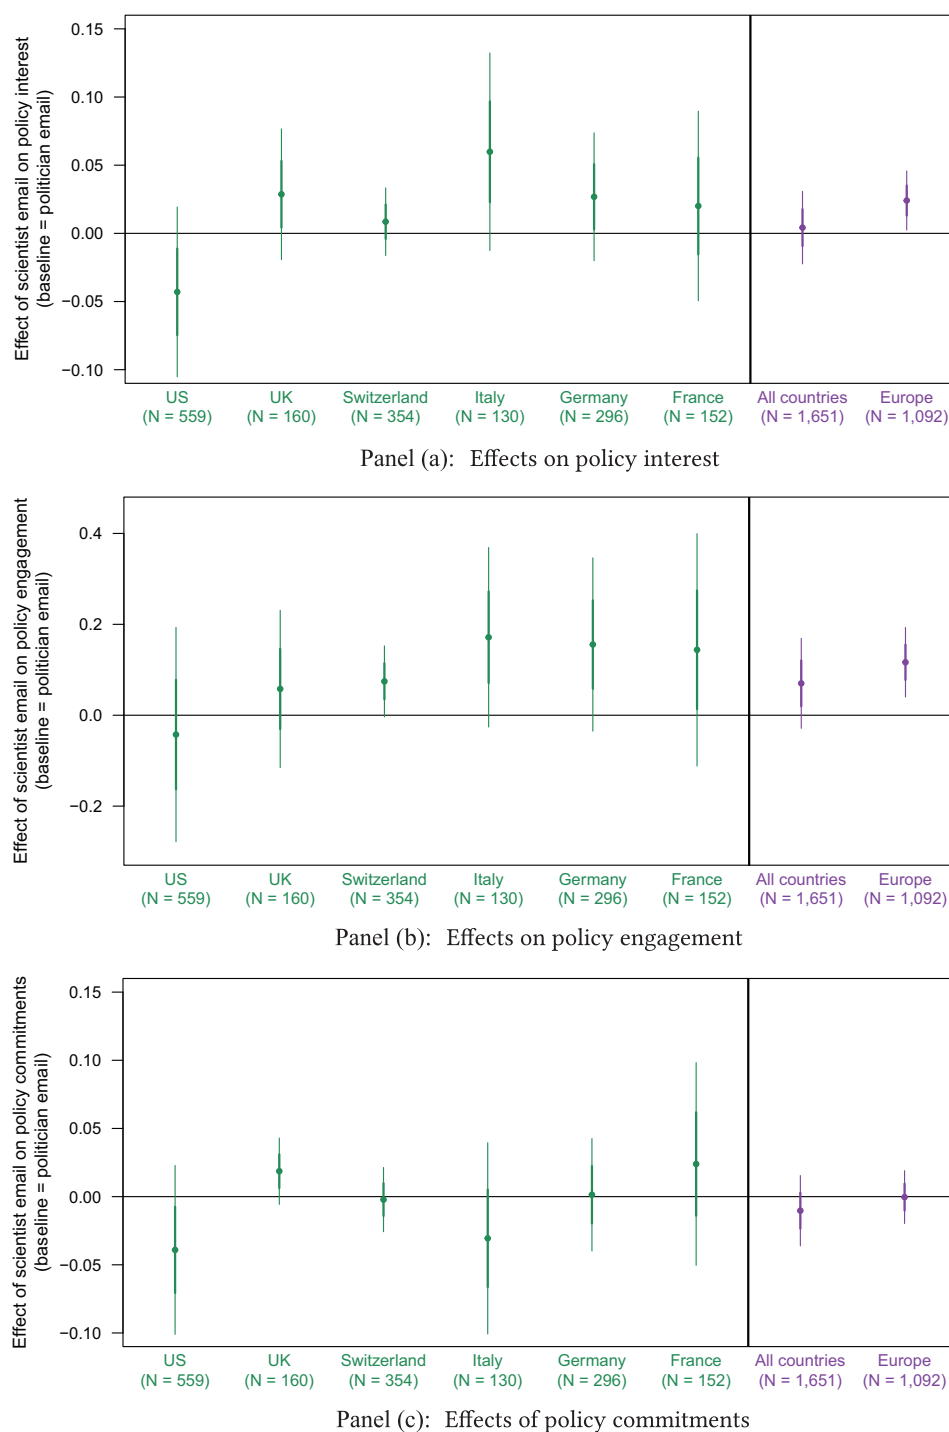 Effect of scientist email on policy interest
(baseline = politician email)
0.15
0.10
0.05
0.00
−0.05
−0.10
US UK Switzerland Italy Germany France All countries Europe
(N = 559) (N = 160) (N = 354) (N = 130) (N = 296) (N = 152) (N = 1,651) (N = 1,092)
Panel (a): Effects on policy interest
Effect of scientist email on policy engagement
(baseline = politician email)
0.4
0.2
0.0
−0.2
US UK Switzerland Italy Germany France All countries Europe
(N = 559) (N = 160) (N = 354) (N = 130) (N = 296) (N = 152) (N = 1,651) (N = 1,092)
Panel (b): Effects on policy engagement
Effect of scientist email on policy commitments
(baseline = politician email)
0.15
0.10
0.05
0.00
−0.05
−0.10
US UK Switzerland Italy Germany France All countries Europe
(N = 559) (N = 160) (N = 354) (N = 130) (N = 296) (N = 152) (N = 1,651) (N = 1,092)
Panel (c): Effects of policy commitments